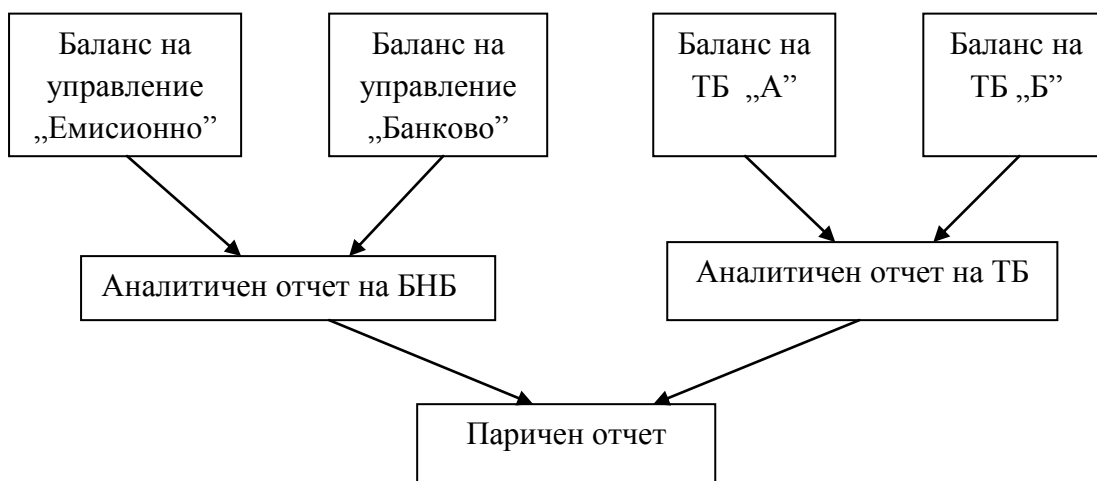 Баланс на
управление
„Емисионно”
Баланс на
управление
„Банково”
Баланс на
ТБ „А”
Баланс на
ТБ „Б”
Аналитичен отчет на БНБ
Аналитичен отчет на ТБ
Паричен отчет